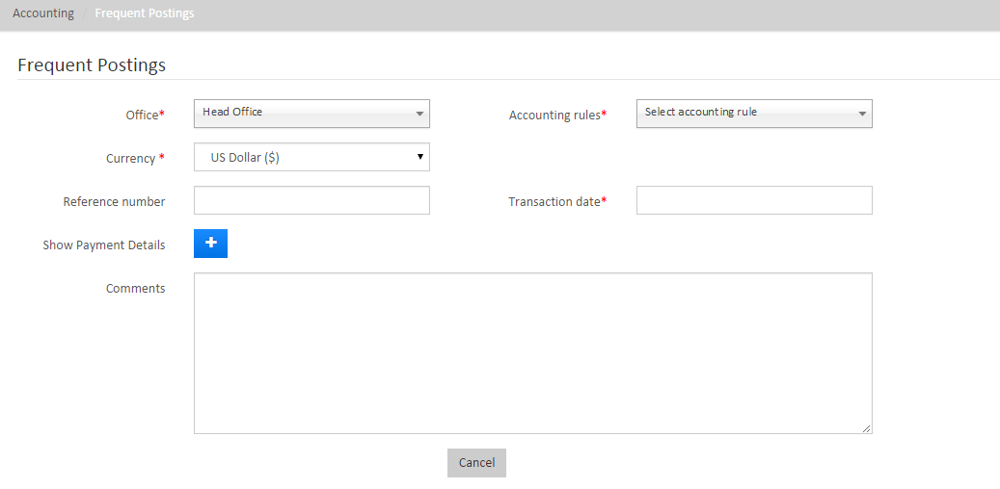 Accounting / Frequent Postings
Frequent Postings
Office* Head Office Accounting rules* Select accounting rule
Currency * US Dollar ($)
Reference number Transaction date*
Show Payment Details +
Comments
Cancel